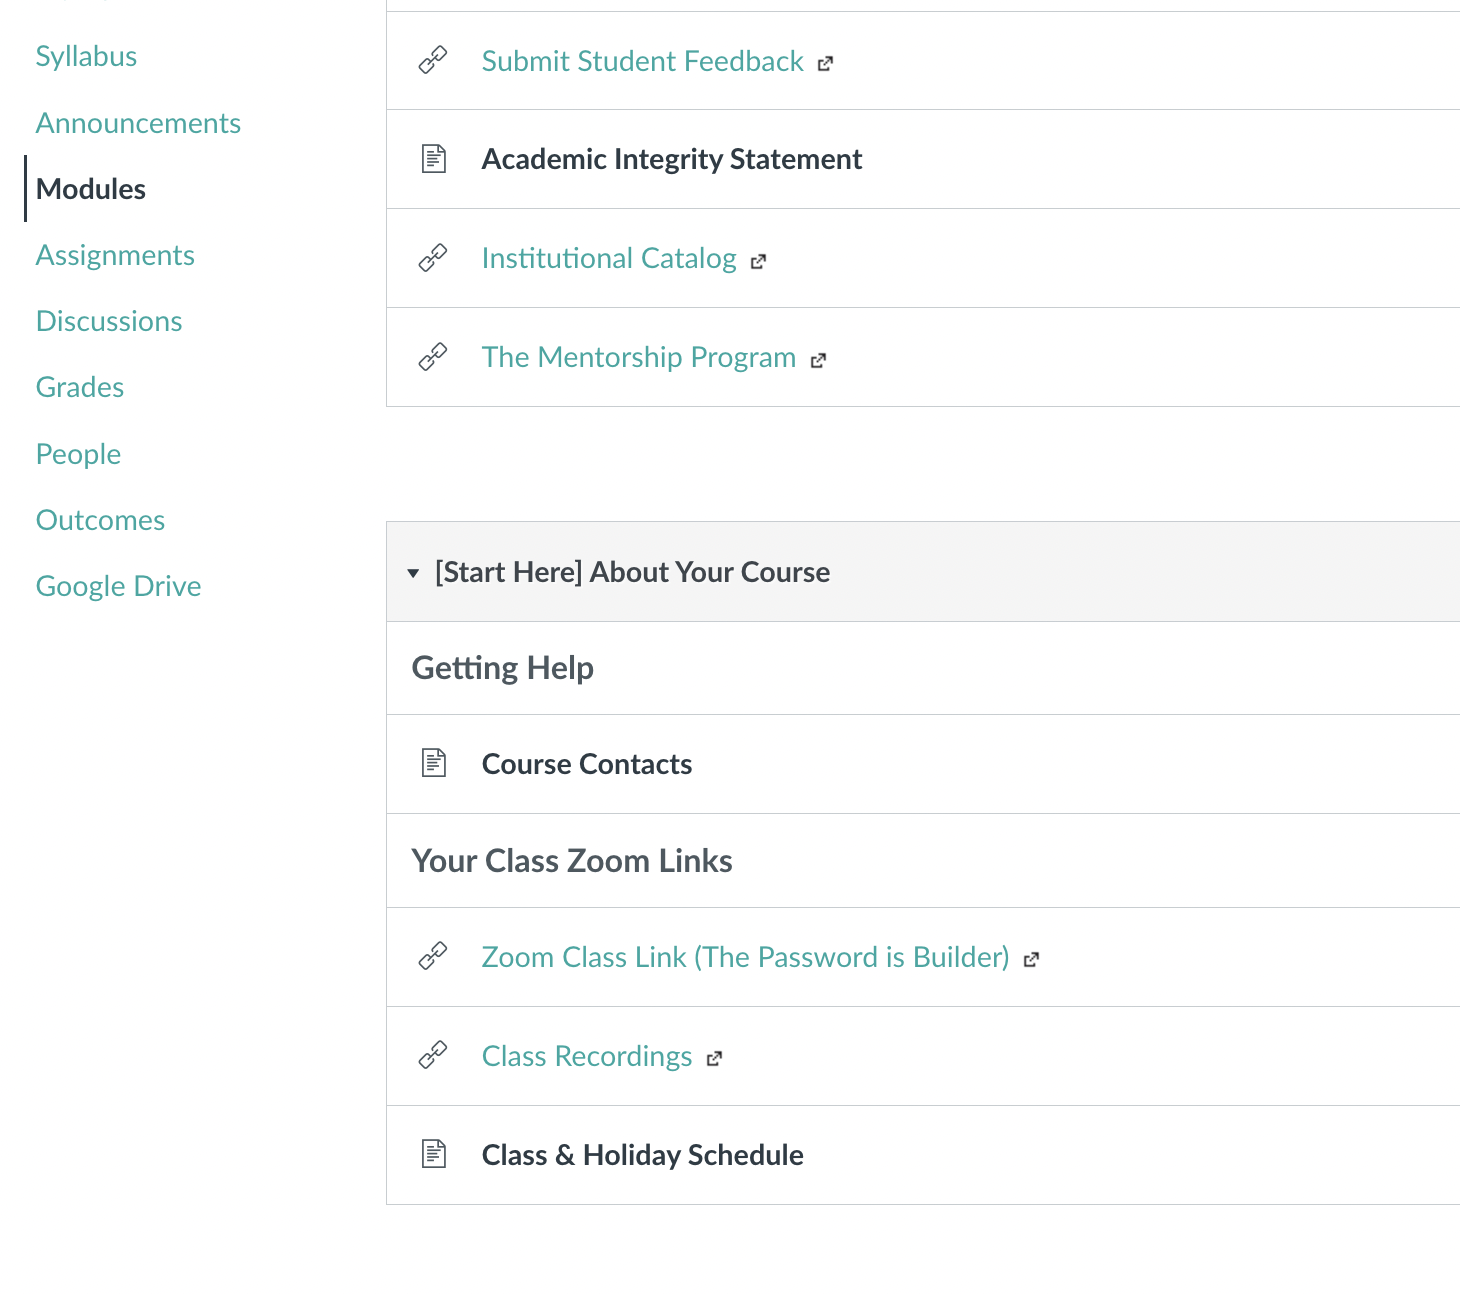 Syllabus
Announcements
Modules
Assignments
Discussions
Grades
People
Outcomes
Google Drive
Submit Student Feedback
Academic Integrity Statement
Institutional Catalog
The Mentorship Program
[Start Here] About Your Course
Getting Help
Course Contacts
Your Class Zoom Links
Zoom Class Link (The Password is Builder)
Class Recordings
Class & Holiday Schedule